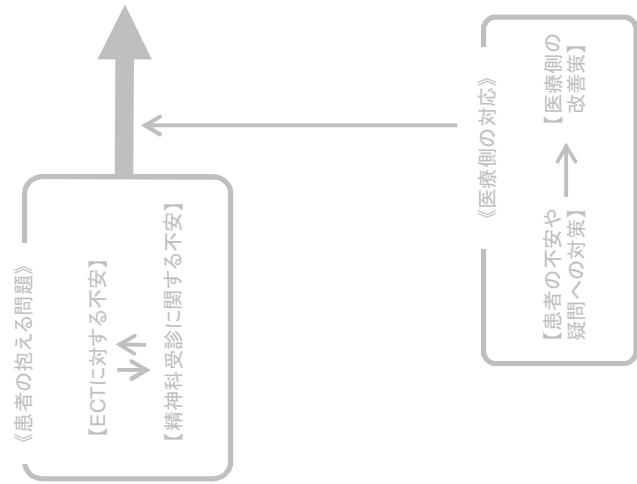 《患者の抱える問題》
【ECTに対する不安】
【精神科受診に関する不安】
《医療側の対応》
【患者の不安や
疑問への対策】
【医療側の
改善策】